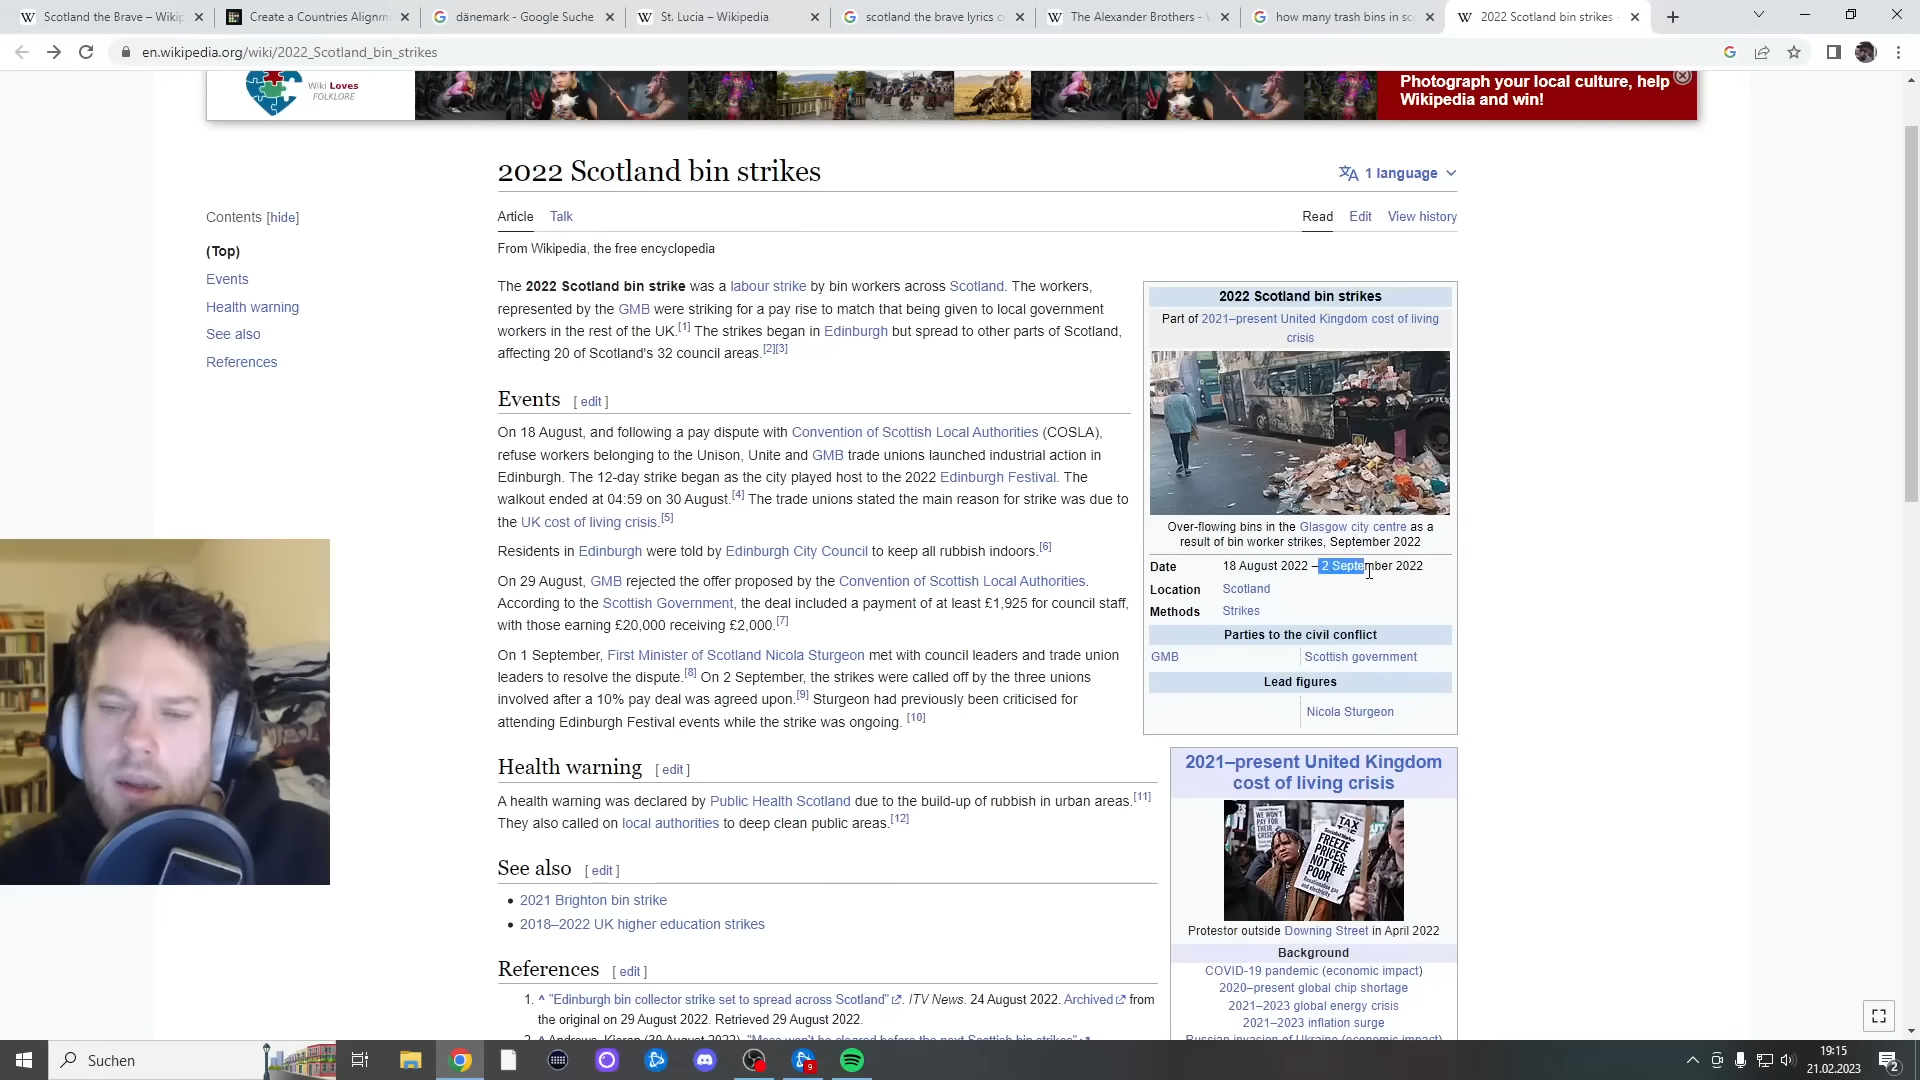 Scotland the Brave – Wikip
Create a Countries Alignm
dänemark - Google Suche
St. Lucia – Wikipedia
scotland the brave lyrics c
The Alexander Brothers -
how many trash bins in sc
2022 Scotland bin strikes
en.wikipedia.org/wiki/2022_Scotland_bin_strikes
Wiki Loves
FOLKLORE
Photograph your local culture, help
Wikipedia and win!
2022 Scotland bin strikes
1 language
Contents [hide]
(Top)
Events
Health warning
See also
References
Article Talk
Read Edit View history
From Wikipedia, the free encyclopedia
The 2022 Scotland bin strike was a labour strike by bin workers across Scotland. The workers,
represented by the GMB were striking for a pay rise to match that being given to local government
workers in the rest of the UK.[1] The strikes began in Edinburgh but spread to other parts of Scotland,
affecting 20 of Scotland's 32 council areas.[2][3]
Events [ edit ]
On 18 August, and following a pay dispute with Convention of Scottish Local Authorities (COSLA),
refuse workers belonging to the Unison, Unite and GMB trade unions launched industrial action in
Edinburgh. The 12-day strike began as the city played host to the 2022 Edinburgh Festival. The
walkout ended at 04:59 on 30 August.[4] The trade unions stated the main reason for strike was due to
the UK cost of living crisis.[5]
Residents in Edinburgh were told by Edinburgh City Council to keep all rubbish indoors.[6]
On 29 August, GMB rejected the offer proposed by the Convention of Scottish Local Authorities.
According to the Scottish Government, the deal included a payment of at least £1,925 for council staff,
with those earning £20,000 receiving £2,000.[7]
On 1 September, First Minister of Scotland Nicola Sturgeon met with council leaders and trade union
leaders to resolve the dispute.[8] On 2 September, the strikes were called off by the three unions
involved after a 10% pay deal was agreed upon.[9] Sturgeon had previously been criticised for
attending Edinburgh Festival events while the strike was ongoing. [10]
Health warning [ edit ]
A health warning was declared by Public Health Scotland due to the build-up of rubbish in urban areas.[11]
They also called on local authorities to deep clean public areas.[12]
See also [ edit ]
2021 Brighton bin strike
2018–2022 UK higher education strikes
References [ edit ]
1. ^ "Edinburgh bin collector strike set to spread across Scotland". ITV News. 24 August 2022. Archived from
the original on 29 August 2022. Retrieved 29 August 2022.
2022 Scotland bin strikes
Part of 2021–present United Kingdom cost of living
crisis
Over-flowing bins in the Glasgow city centre as a
result of bin worker strikes, September 2022
Date 18 August 2022 – 2 September 2022
Location Scotland
Methods Strikes
Parties to the civil conflict
GMB Scottish government
Lead figures
Nicola Sturgeon
2021–present United Kingdom
cost of living crisis
WE WON'T
PAY FOR
THEIR
CRISIS
TAX
FREEZE
PRICES
NOT THE
POOR
Protestor outside Downing Street in April 2022
Background
COVID-19 pandemic (economic impact)
2020–present global chip shortage
2021–2023 global energy crisis
2021–2023 inflation surge
Russian invasion of Ukraine (economic impact)
Suchen
9
19:15
21.02.2023
2